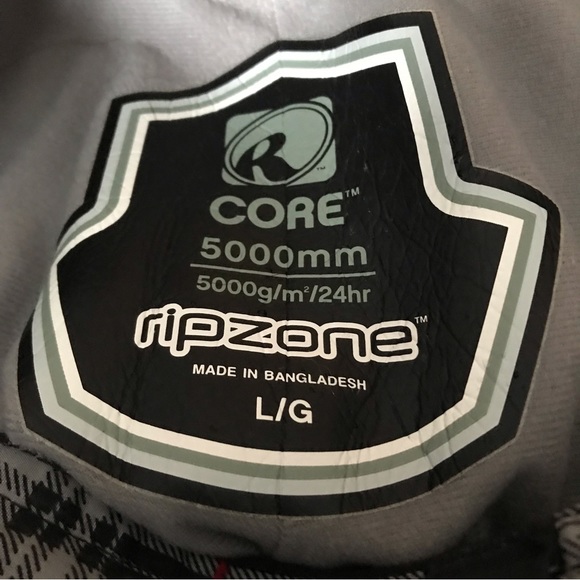 R
CORE™
5000mm
5000g/m²/24hr
ripzone™
MADE IN BANGLADESH
L/G